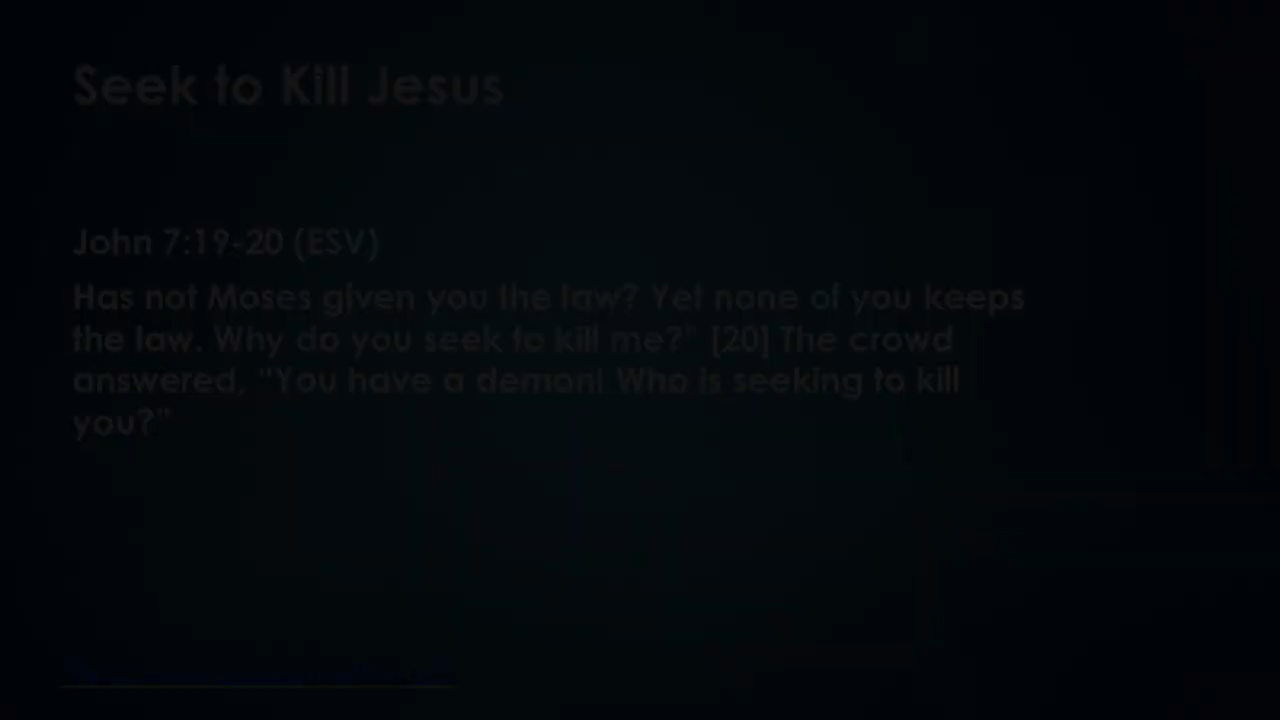 Seek to Kill Jesus
John 7:19-20 (ESV)
Has not Moses given you the law? Yet none of you keeps
the law. Why do you seek to kill me?" [20] The crowd
answered, "You have a demon! Who is seeking to kill
you?"